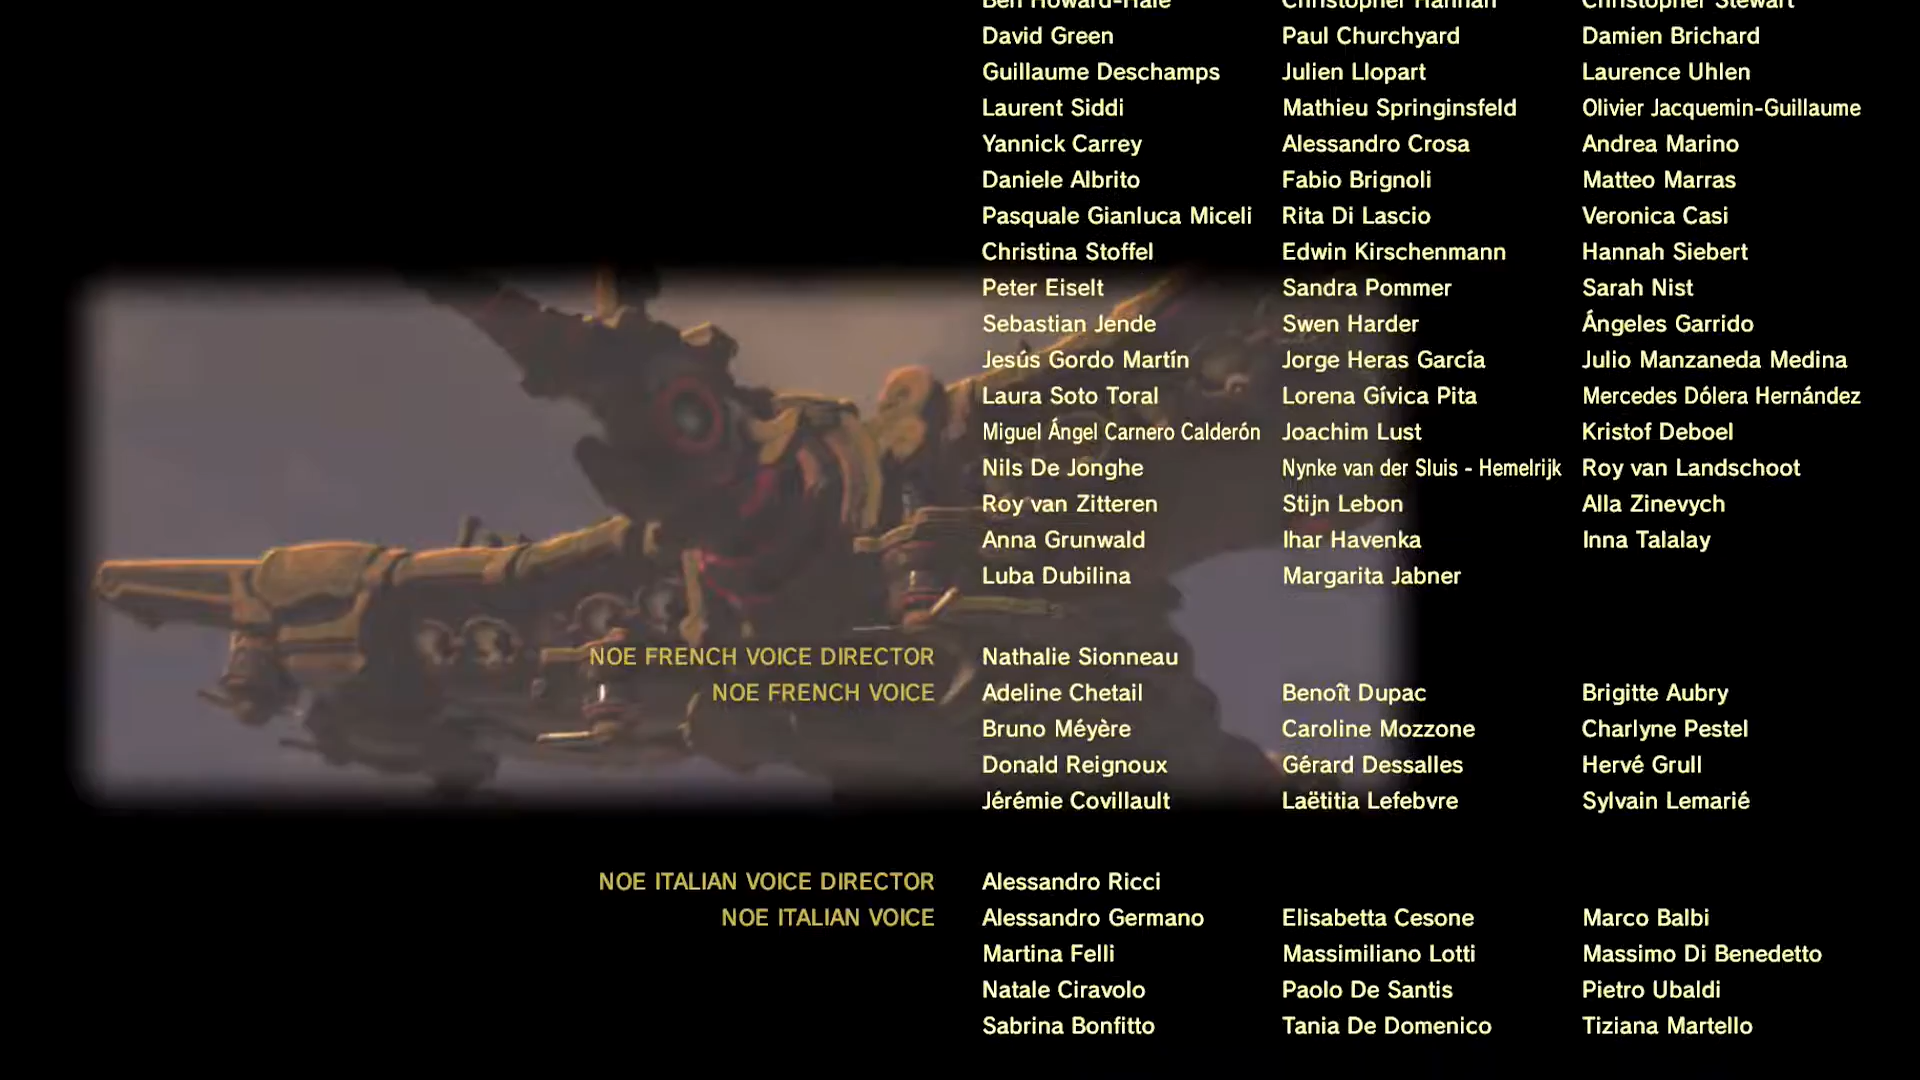 Ben Howard-Hale Christopher Hannan Christopher Stewart
David Green Paul Churchyard Damien Brichard
Guillaume Deschamps Julien Llopart Laurence Uhlen
Laurent Siddi Mathieu Springinsfeld Olivier Jacquemin-Guillaume
Yannick Carrey Alessandro Crosa Andrea Marino
Daniele Albrito Fabio Brignoli Matteo Marras
Pasquale Gianluca Miceli Rita Di Lascio Veronica Casi
Christina Stoffel Edwin Kirschenmann Hannah Siebert
Peter Eiselt Sandra Pommer Sarah Nist
Sebastian Jende Swen Harder Ángeles Garrido
Jesús Gordo Martín Jorge Heras García Julio Manzaneda Medina
Laura Soto Toral Lorena Gívica Pita Mercedes Dólera Hernández
Miguel Ángel Carnero Calderón Joachim Lust Kristof Deboel
Nils De Jonghe Nynke van der Sluis - Hemelrijk Roy van Landschoot
Roy van Zitteren Stijn Lebon Alla Zinevych
Anna Grunwald Ihar Havenka Inna Talalay
Luba Dubilina Margarita Jabner
NOE FRENCH VOICE DIRECTOR Nathalie Sionneau
NOE FRENCH VOICE Adeline Chetail Benoît Dupac Brigitte Aubry
Bruno Méyère Caroline Mozzone Charlyne Pestel
Donald Reignoux Gérard Dessalles Hervé Grull
Jérémie Covillault Laëtitia Lefebvre Sylvain Lemarié
NOE ITALIAN VOICE DIRECTOR Alessandro Ricci
NOE ITALIAN VOICE Alessandro Germano Elisabetta Cesone Marco Balbi
Martina Felli Massimiliano Lotti Massimo Di Benedetto
Natale Ciravolo Paolo De Santis Pietro Ubaldi
Sabrina Bonfitto Tania De Domenico Tiziana Martello